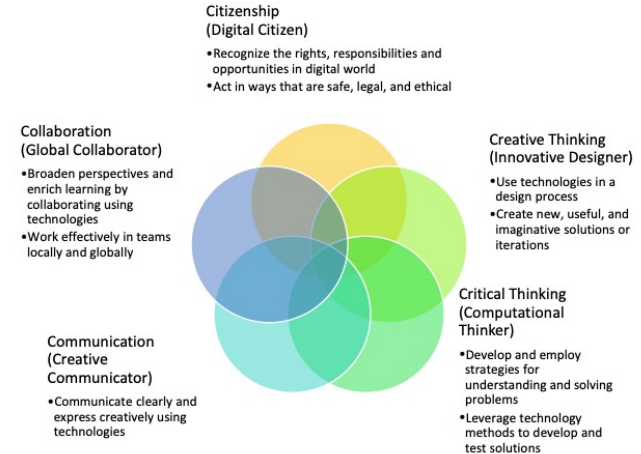 Citizenship
(Digital Citizen)
•Recognize the rights, responsibilities and
opportunities in digital world
•Act in ways that are safe, legal, and ethical
Collaboration
(Global Collaborator)
•Broaden perspectives and
enrich learning by
collaborating using
technologies
•Work effectively in teams
locally and globally
Creative Thinking
(Innovative Designer)
•Use technologies in a
design process
•Create new, useful, and
imaginative solutions or
iterations
Communication
(Creative
Communicator)
•Communicate clearly and
express creatively using
technologies
Critical Thinking
(Computational
Thinker)
•Develop and employ
strategies for
understanding and solving
problems
•Leverage technology
methods to develop and
test solutions